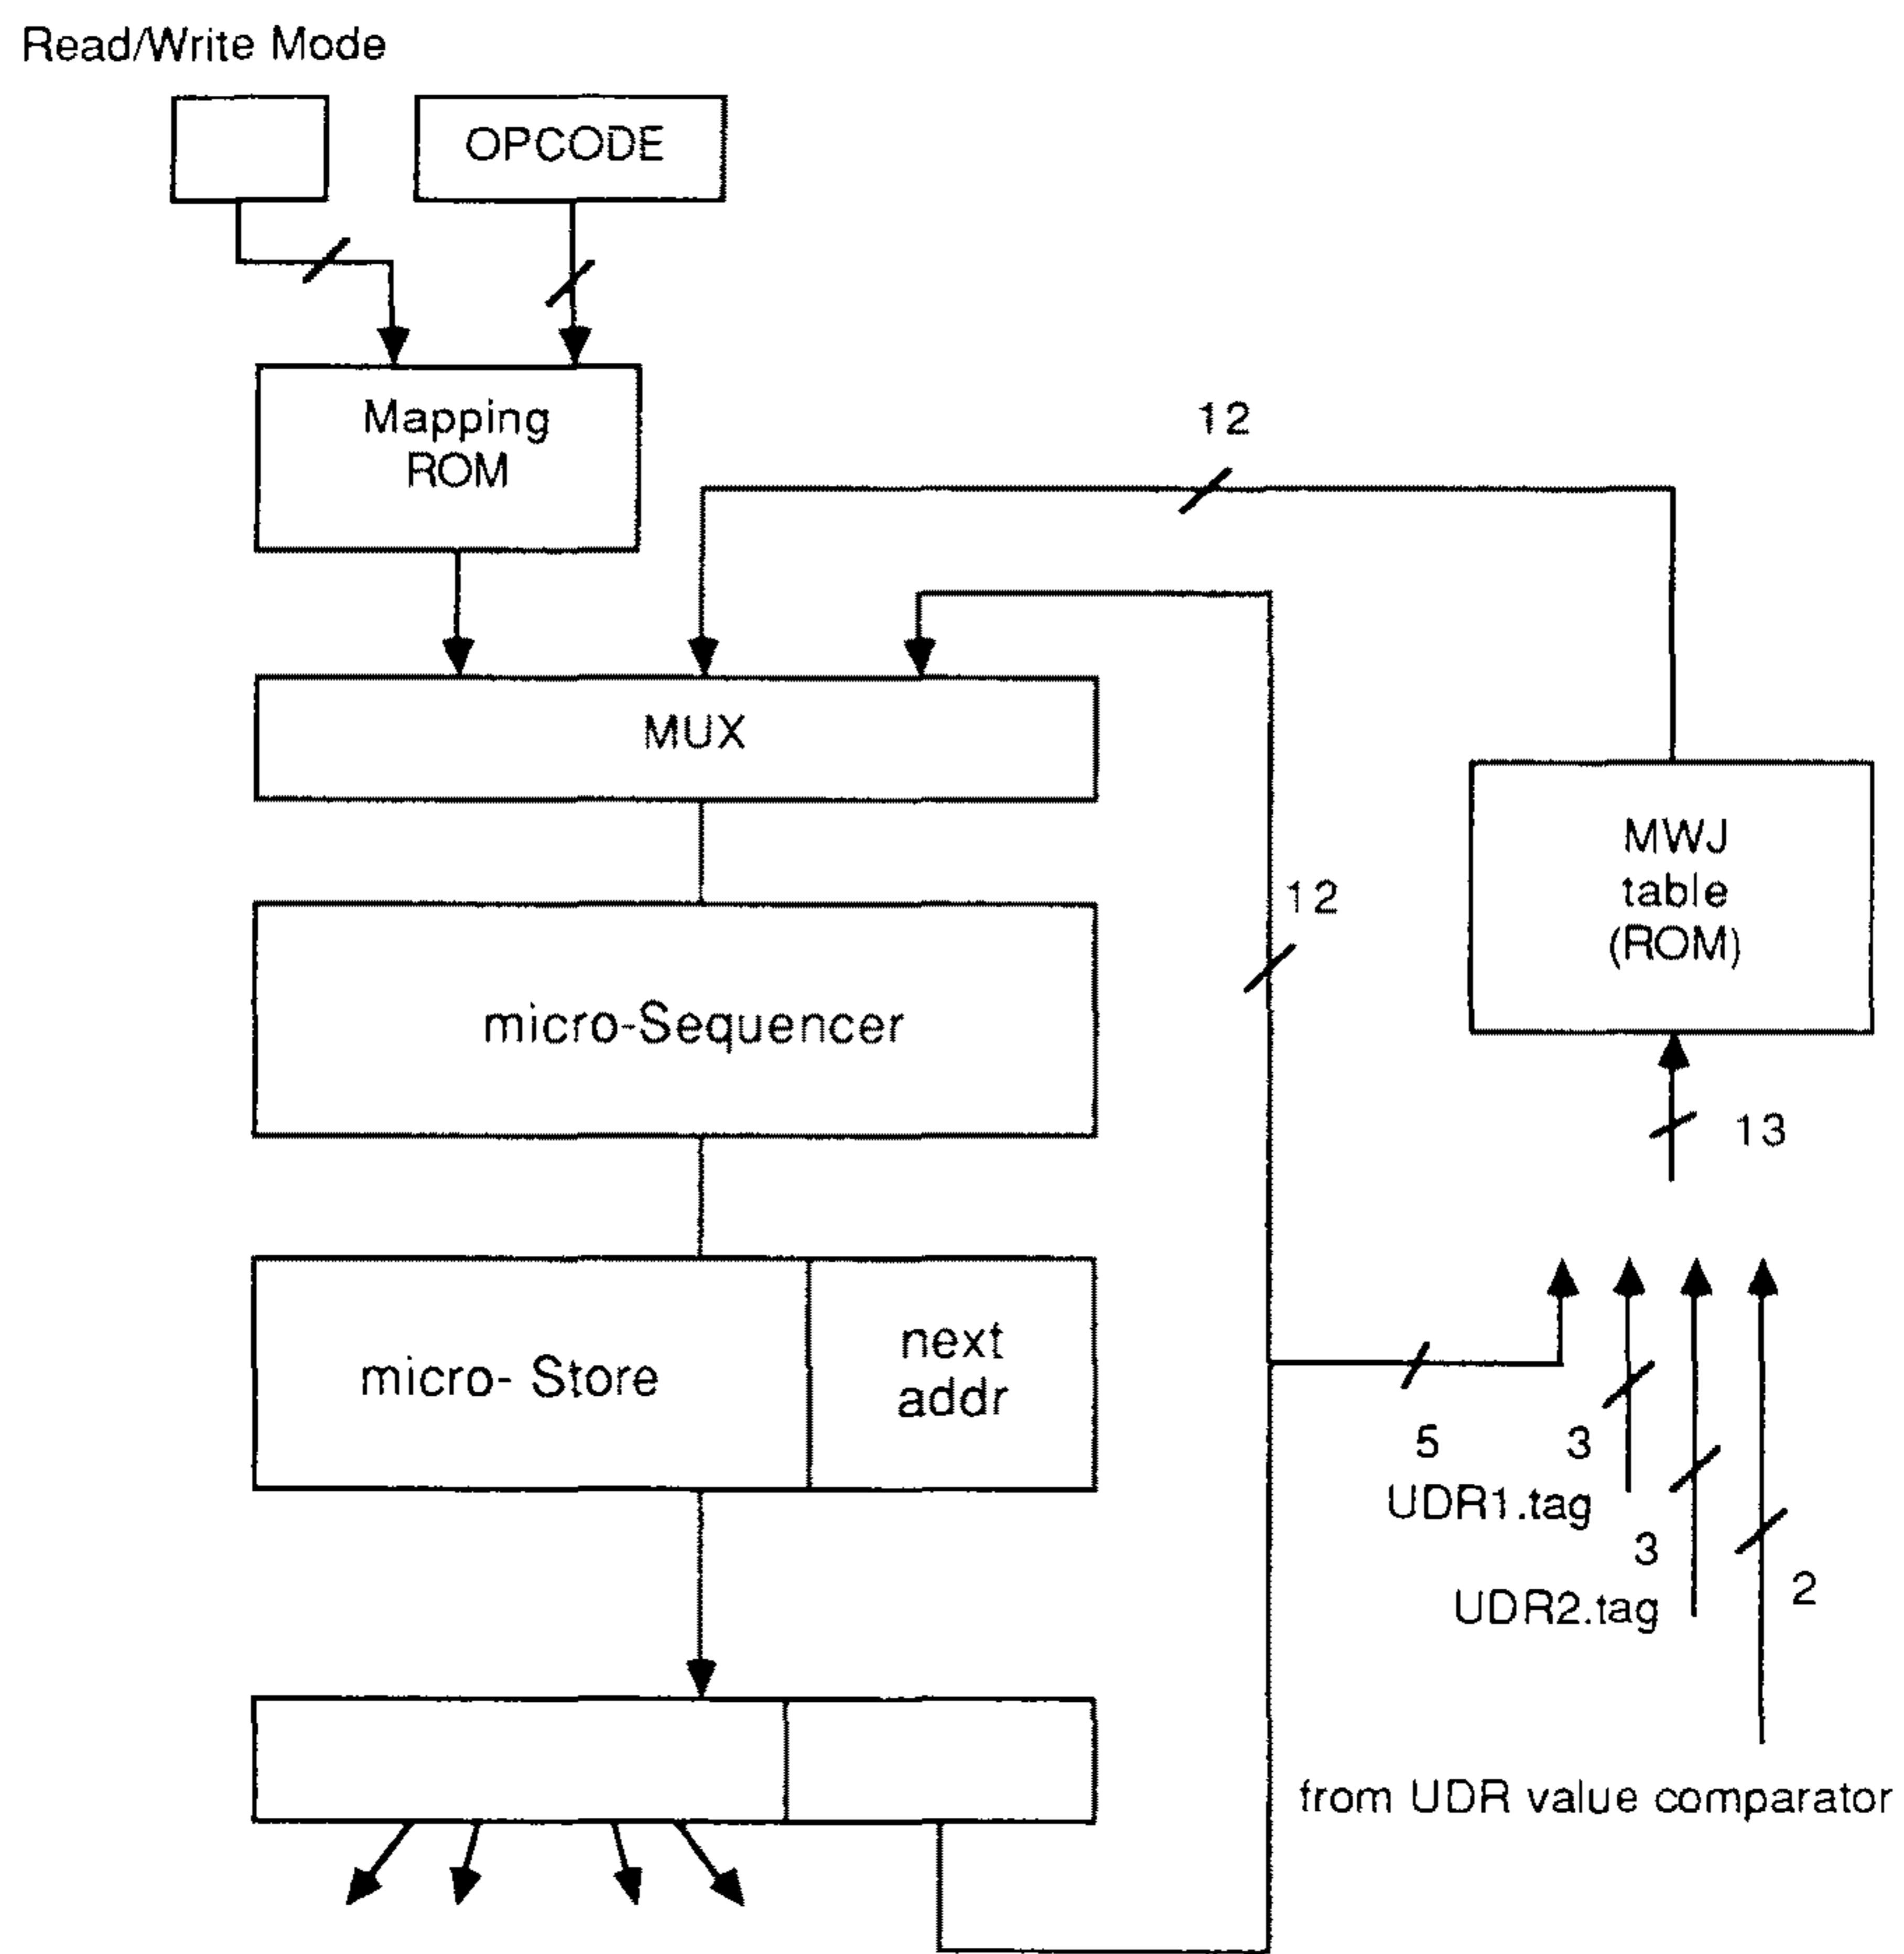 Read/Write Mode
OPCODE
Mapping
ROM
12
MUX
MWJ
table
(ROM)
12
micro-Sequencer
13
micro- Store
next
addr
5
3
UDR1.tag
3
UDR2.tag
2
from UDR value comparator